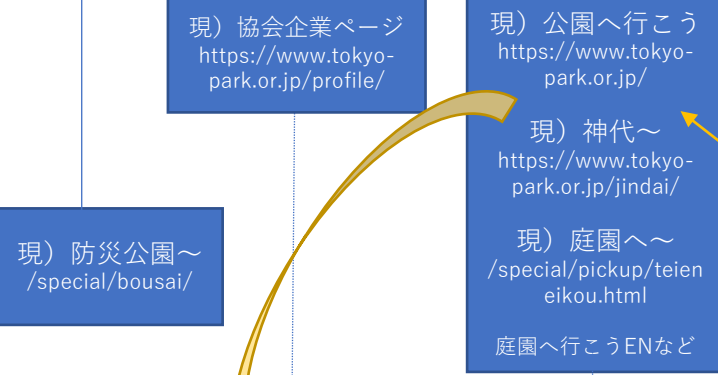 現）協会企業ページ
https://www.tokyo-
park.or.jp/profile/
現）公園へ行こう
https://www.tokyo-
park.or.jp/
現）神代～
https://www.tokyo-
park.or.jp/jindai/
現）庭園へ～
/special/pickup/teien
eikou.html
庭園へ行こうENなど
現）防災公園～
/special/bousai/